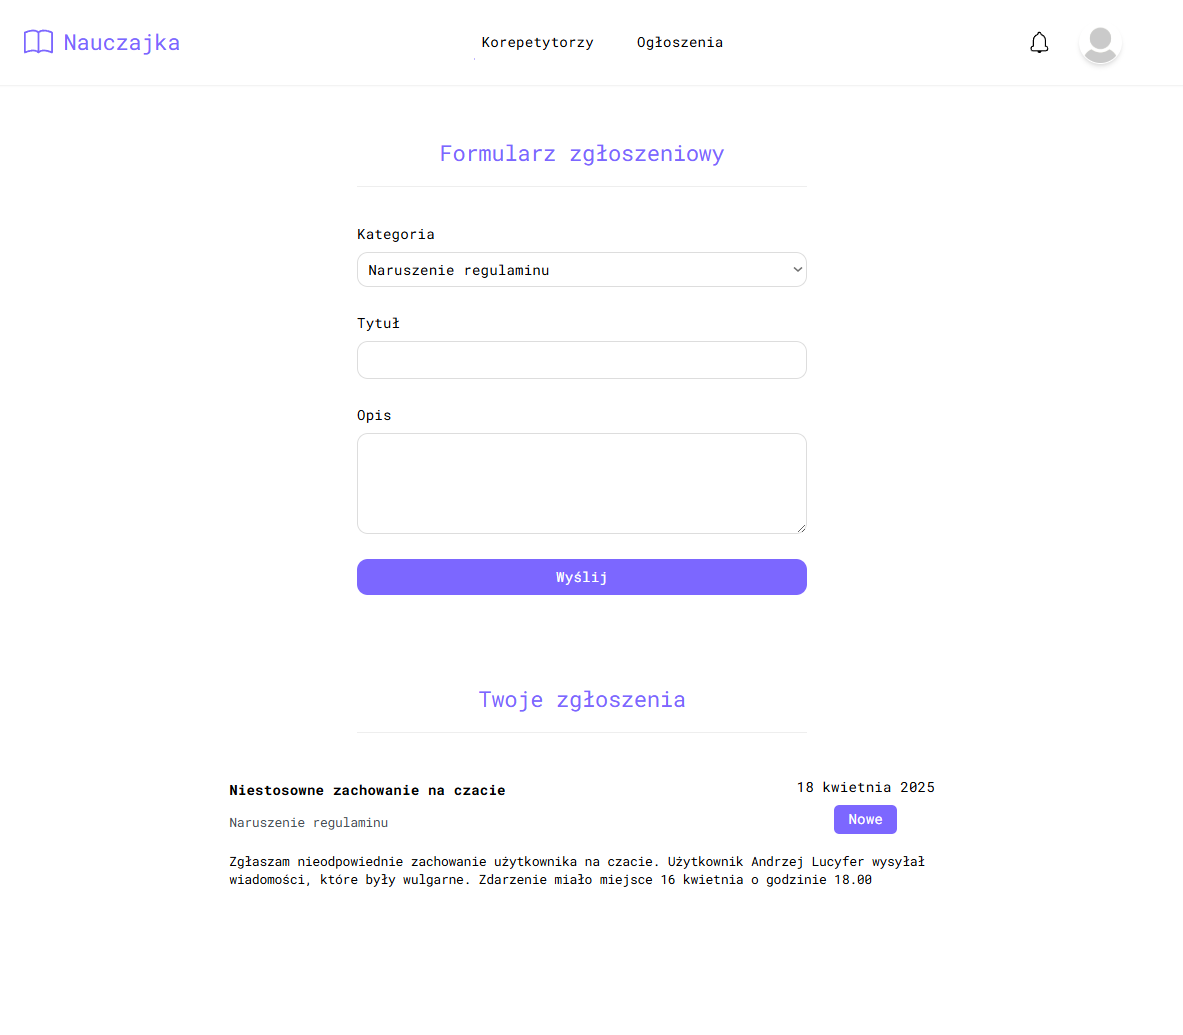 Nauczajka
Korepetytorzy
Ogłoszenia
Formularz zgłoszeniowy
Kategoria
Naruszenie regulaminu
Tytuł
Opis
Wyślij
Twoje zgłoszenia
Niestosowne zachowanie na czacie
18 kwietnia 2025
Naruszenie regulaminu
Nowe
Zgłaszam nieodpowiednie zachowanie użytkownika na czacie. Użytkownik Andrzej Lucyfer wysyłał
wiadomości, które były wulgarne. Zdarzenie miało miejsce 16 kwietnia o godzinie 18.00